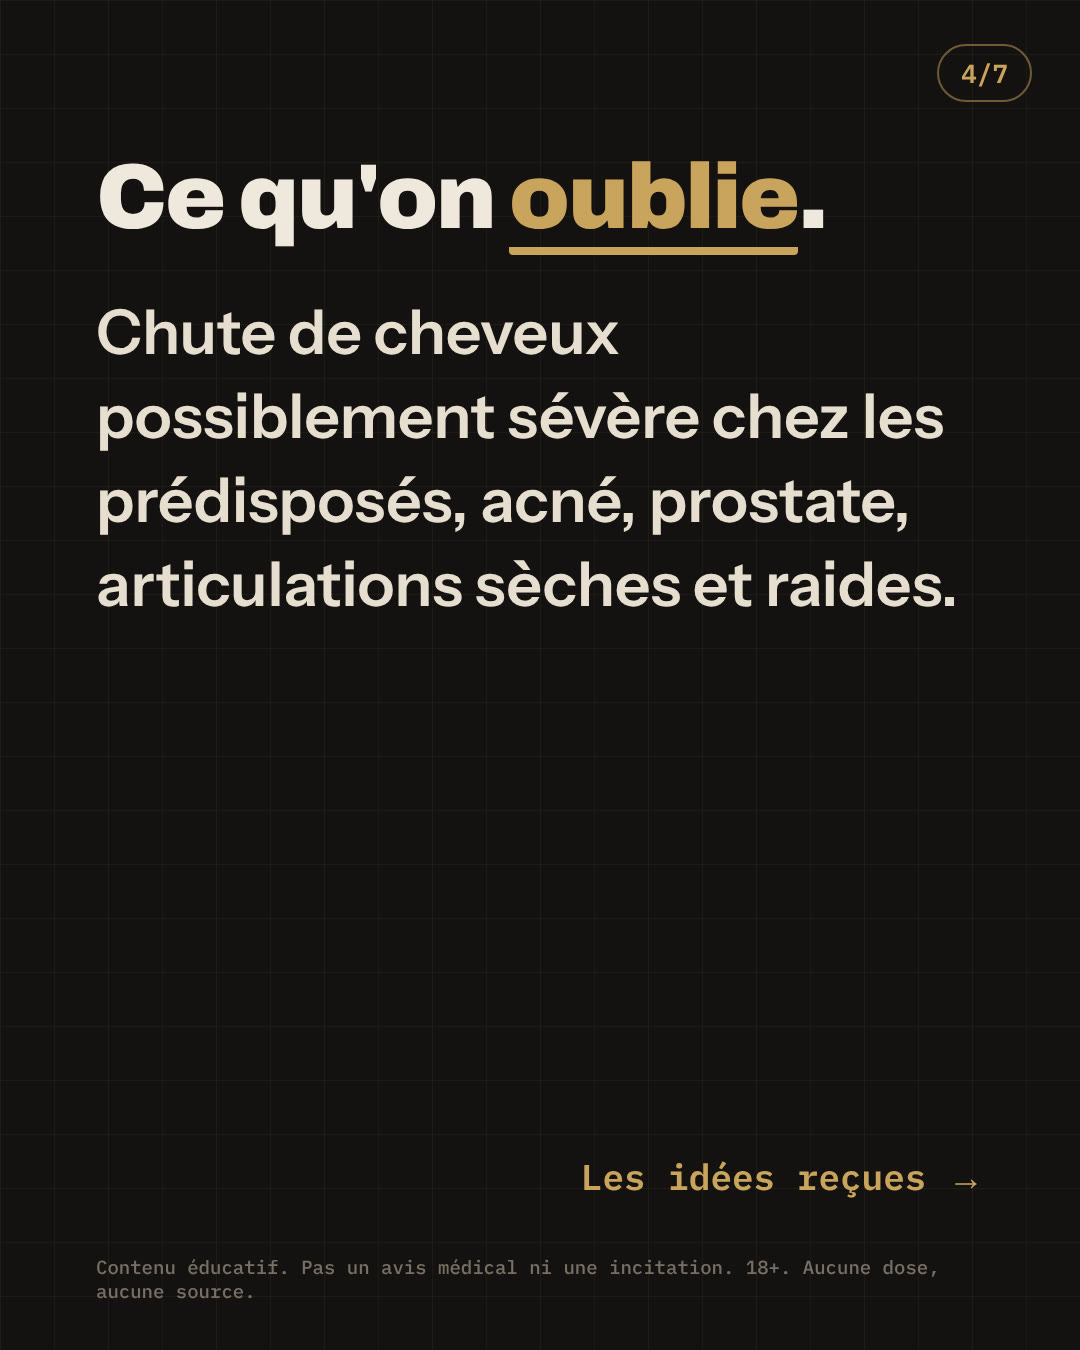 4/7
Ce qu'on oublie.
Chute de cheveux
possiblement sévère chez les
prédisposés, acné, prostate,
articulations sèches et raides.
Les idées reçues →
Contenu éducatif. Pas un avis médical ni une incitation. 18+. Aucune dose,
aucune source.